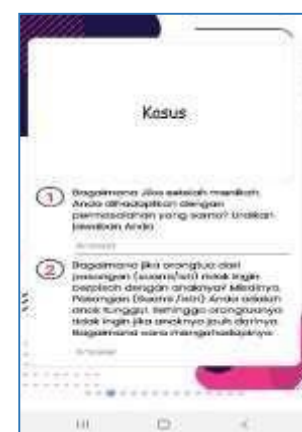 Kasus
1
Bagaimana jika setelah menikah
Anda dihadapkan dengan
permasalahan yang sama? Uraikan
jawaban Anda
2
Bagaimana jika orangtua dari
pasangan (suami/istri) tidak ingin
berpisah dengan anaknya? Misalnya,
Pasangan (Suami /Istri) Anda adalah
anak tunggal, sehingga orangtuanya
tidak ingin jika anaknya jauh darinya.
Bagaimana cara menghadapinya